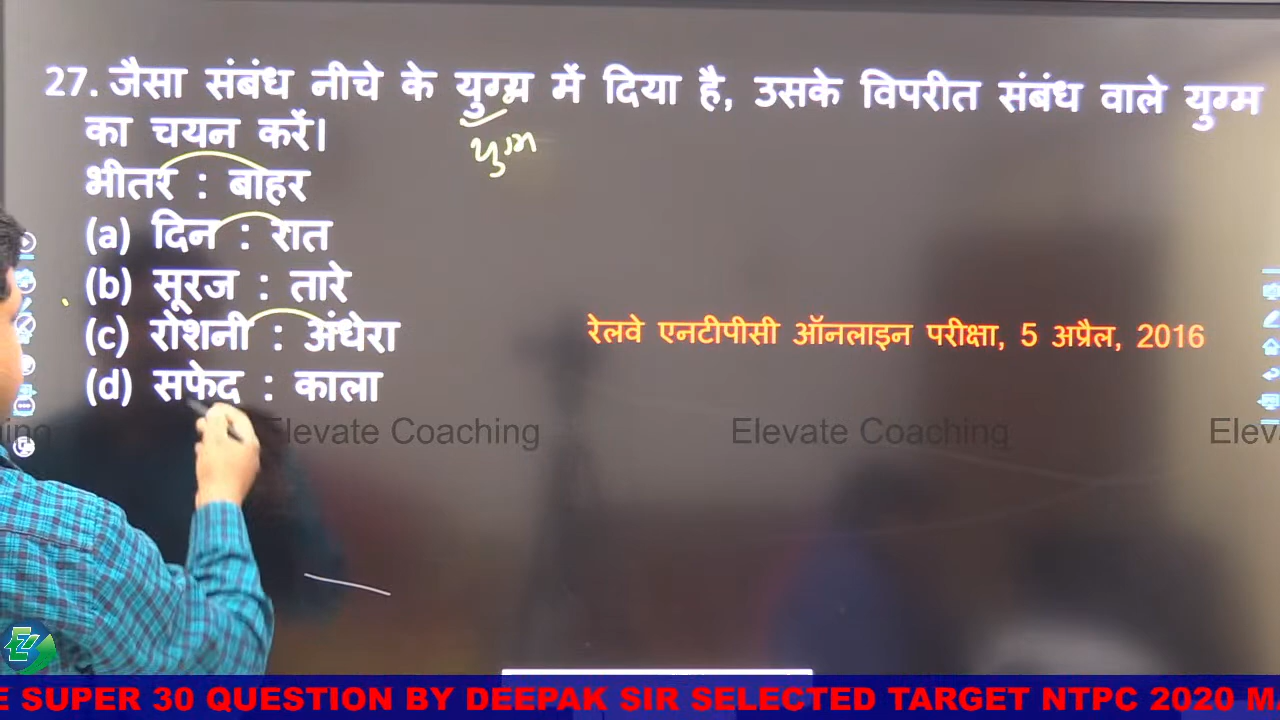 27. जैसा संबंध नीचे के युग्म्र में दिया है, उसके विपरीत संबंध वाले युग्म
का चयन करें।
युग्म
भीतर : बाहर
(a) दिन : रात
(b) सूरज : तारे
(c) रोशनी : अंधेरा
रेलवे एनटीपीसी ऑनलाइन परीक्षा, 5 अप्रैल, 2016
(d) सफेद : काला
Elevate Coaching
Elevate Coaching
E SUPER 30 QUESTION BY DEEPAK SIR SELECTED TARGET NTPC 2020 M